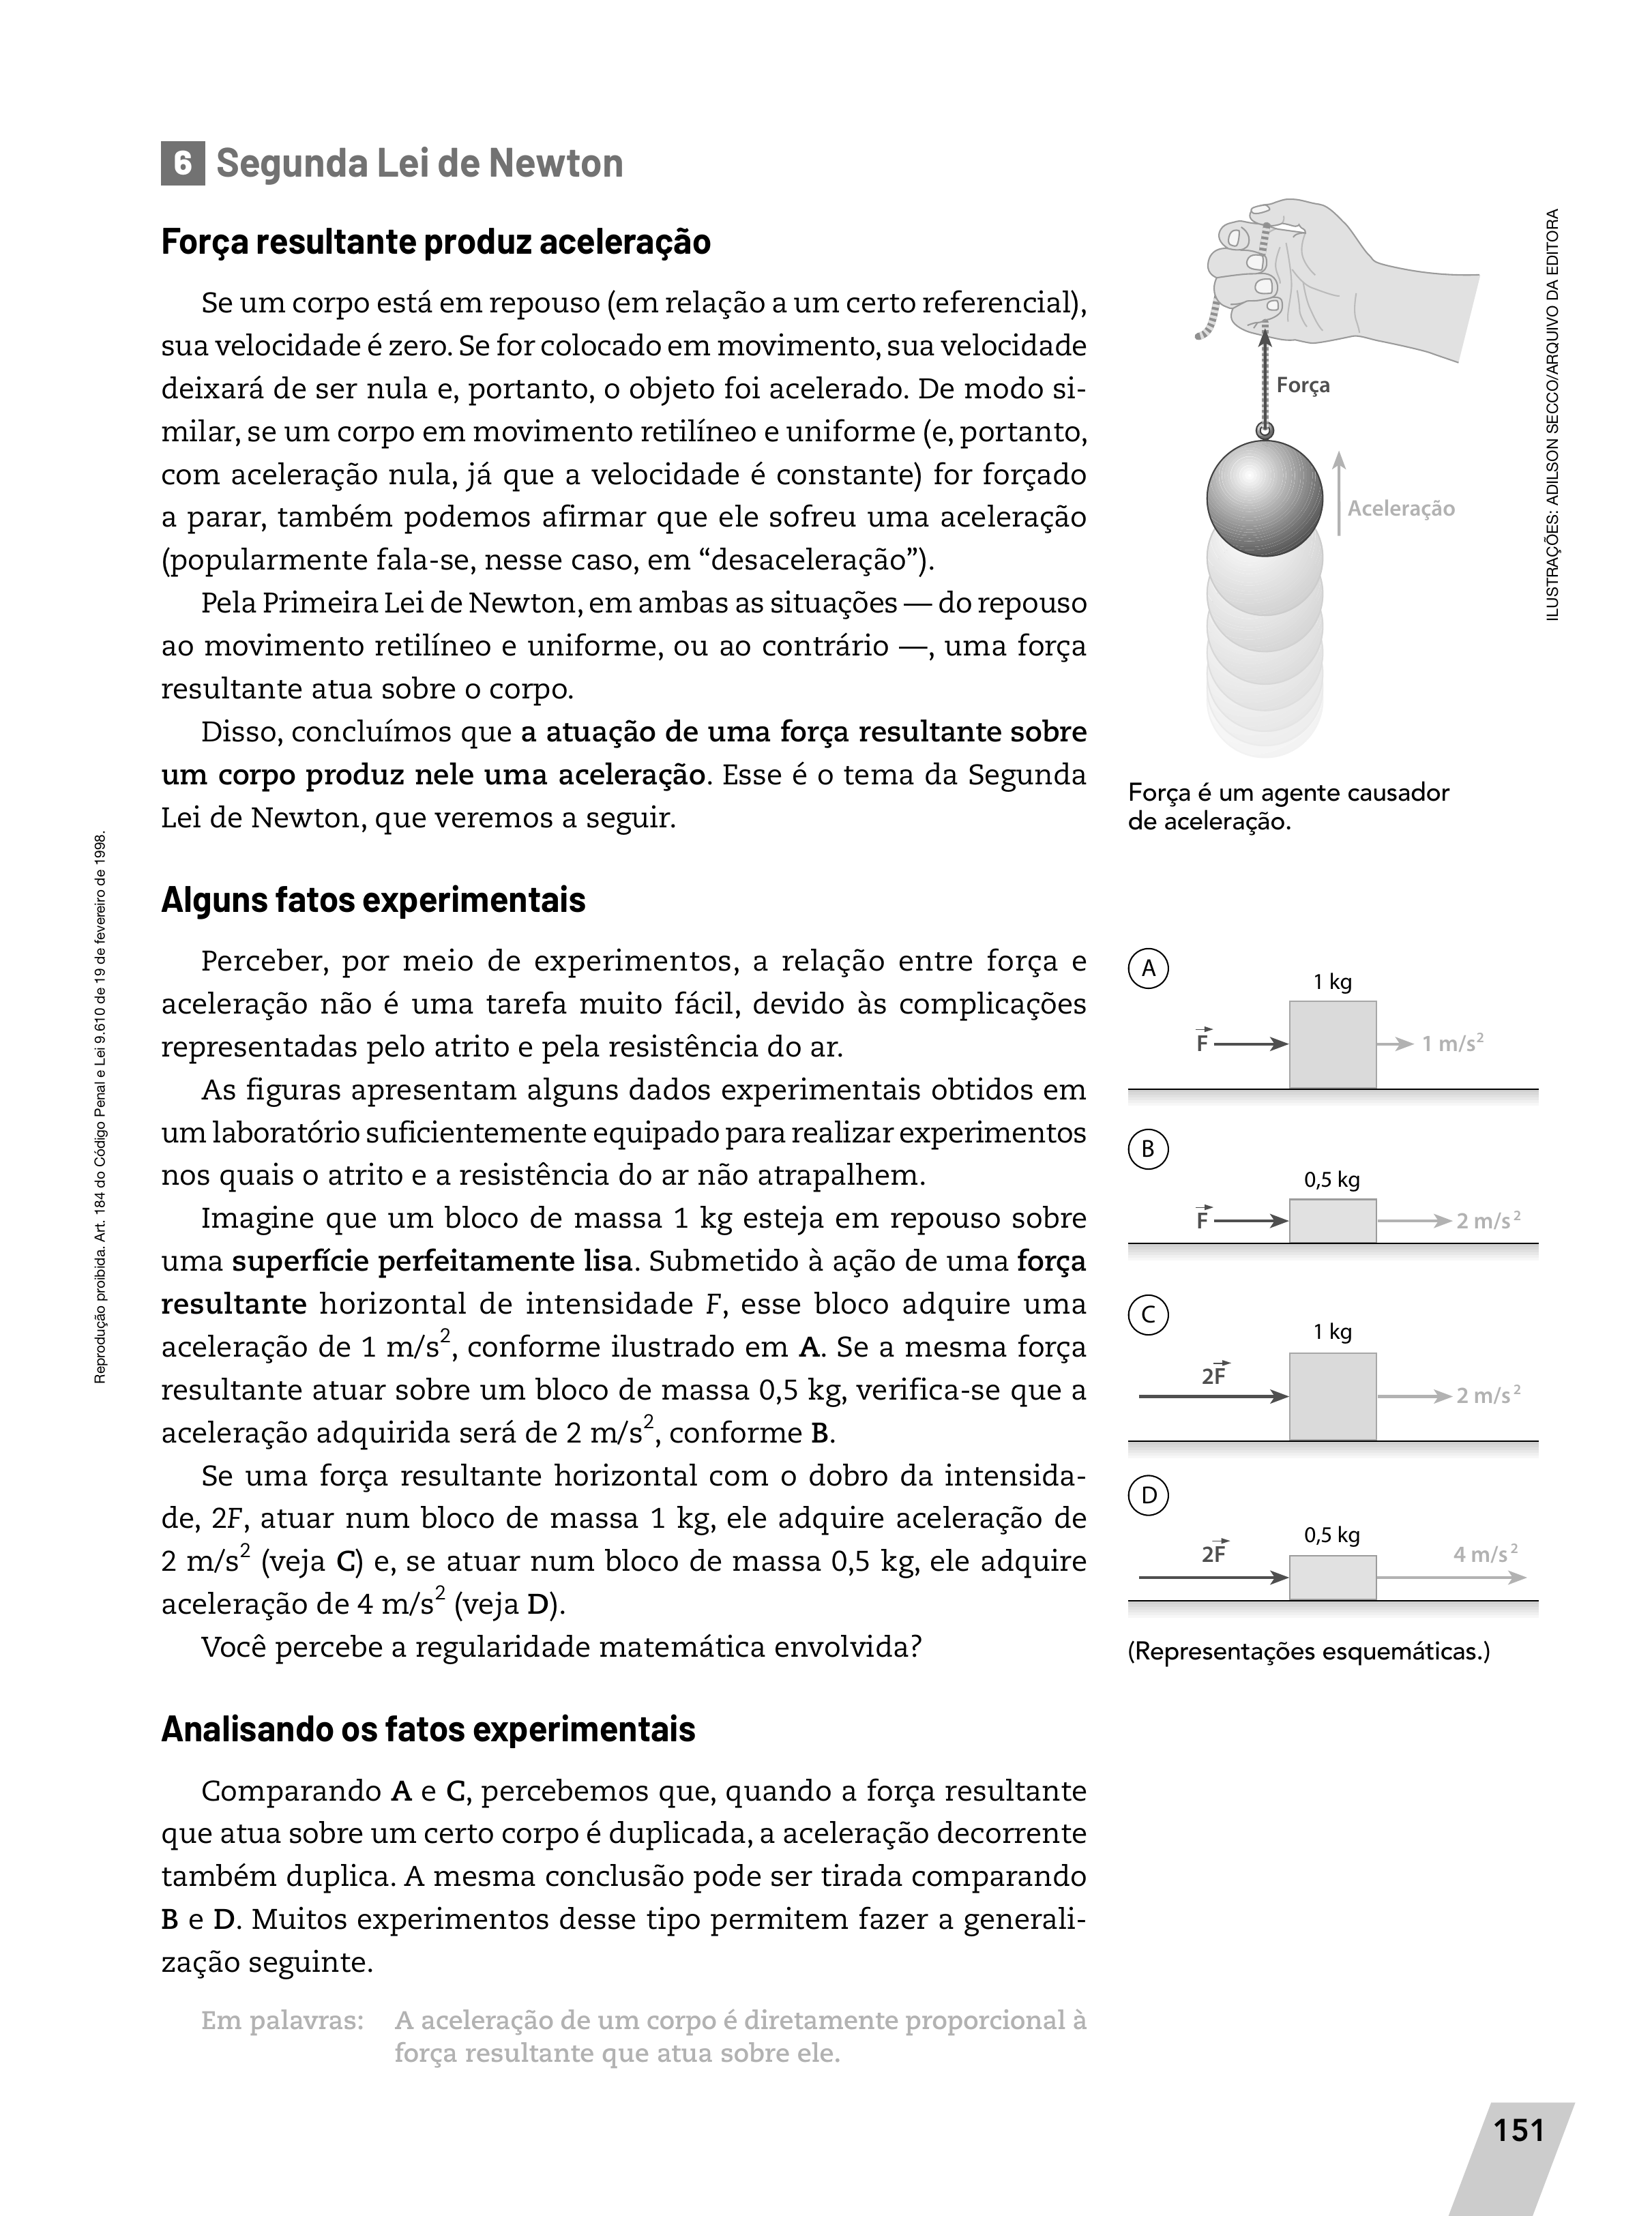 6 Segunda Lei de Newton
Força resultante produz aceleração
Se um corpo está em repouso (em relação a um certo referencial),
sua velocidade é zero. Se for colocado em movimento, sua velocidade
deixará de ser nula e, portanto, o objeto foi acelerado. De modo si-
milar, se um corpo em movimento retilíneo e uniforme (e, portanto,
com aceleração nula, já que a velocidade é constante) for forçado
a parar, também podemos afirmar que ele sofreu uma aceleração
(popularmente fala-se, nesse caso, em “desaceleração”).
Pela Primeira Lei de Newton, em ambas as situações — do repouso
ao movimento retilíneo e uniforme, ou ao contrário —, uma força
resultante atua sobre o corpo.
Disso, concluímos que a atuação de uma força resultante sobre
um corpo produz nele uma aceleração. Esse é o tema da Segunda
Lei de Newton, que veremos a seguir.
Força
Aceleração
Força é um agente causador
de aceleração.
ILUSTRAÇÕES: ADILSON SECCO/ARQUIVO DA EDITORA
Alguns fatos experimentais
Perceber, por meio de experimentos, a relação entre força e
aceleração não é uma tarefa muito fácil, devido às complicações
representadas pelo atrito e pela resistência do ar.
As figuras apresentam alguns dados experimentais obtidos em
um laboratório suficientemente equipado para realizar experimentos
nos quais o atrito e a resistência do ar não atrapalhem.
Imagine que um bloco de massa 1 kg esteja em repouso sobre
uma superfície perfeitamente lisa. Submetido à ação de uma força
resultante horizontal de intensidade F, esse bloco adquire uma
aceleração de 1 m/s², conforme ilustrado em A. Se a mesma força
resultante atuar sobre um bloco de massa 0,5 kg, verifica-se que a
aceleração adquirida será de 2 m/s², conforme B.
Se uma força resultante horizontal com o dobro da intensida-
de, 2F, atuar num bloco de massa 1 kg, ele adquire aceleração de
2 m/s² (veja C) e, se atuar num bloco de massa 0,5 kg, ele adquire
aceleração de 4 m/s² (veja D).
Você percebe a regularidade matemática envolvida?
A
1 kg
F⃗
1 m/s²
B
0,5 kg
F⃗
2 m/s²
C
1 kg
2F⃗
2 m/s²
D
0,5 kg
2F⃗
4 m/s²
(Representações esquemáticas.)
Analisando os fatos experimentais
Comparando A e C, percebemos que, quando a força resultante
que atua sobre um certo corpo é duplicada, a aceleração decorrente
também duplica. A mesma conclusão pode ser tirada comparando
B e D. Muitos experimentos desse tipo permitem fazer a generali-
zação seguinte.
Em palavras: A aceleração de um corpo é diretamente proporcional à
força resultante que atua sobre ele.
Reprodução proibida. Art. 184 do Código Penal e Lei 9.610 de 19 de fevereiro de 1998.
151